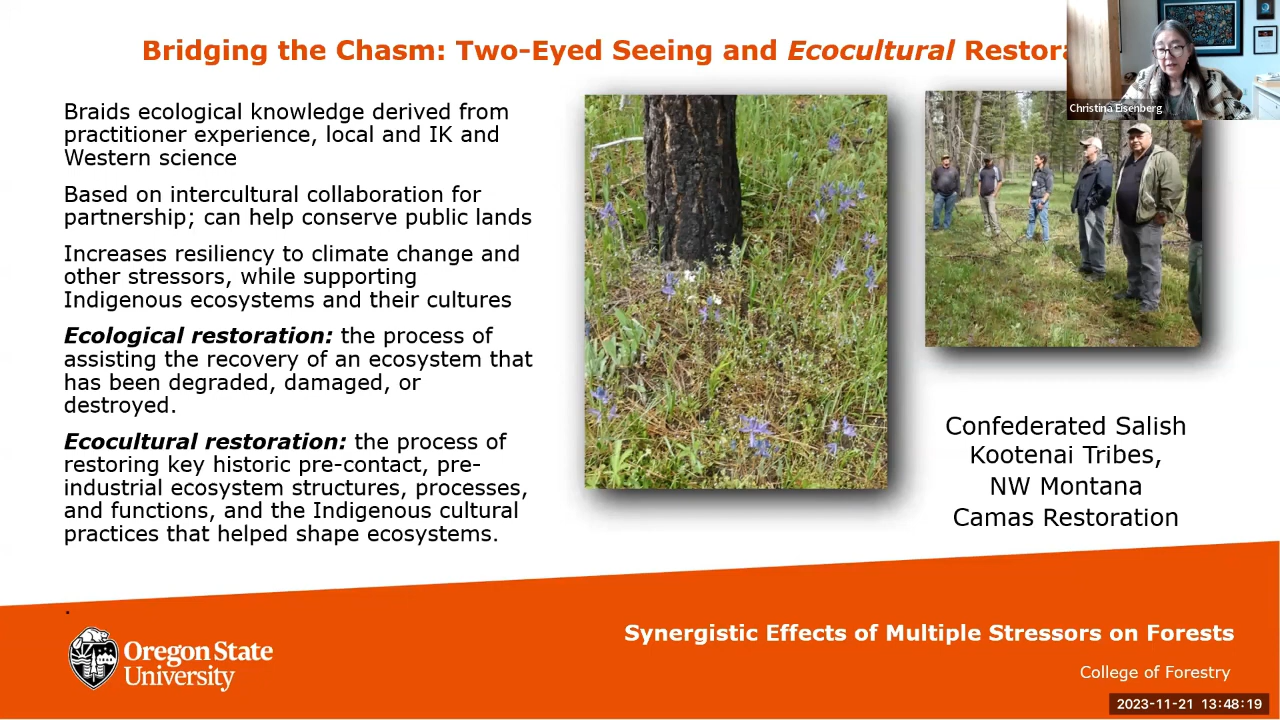 Bridging the Chasm: Two-Eyed Seeing and Ecocultural Restora
Christina Eisenberg
Braids ecological knowledge derived from
practitioner experience, local and IK and
Western science
Based on intercultural collaboration for
partnership; can help conserve public lands
Increases resiliency to climate change and
other stressors, while supporting
Indigenous ecosystems and their cultures
Ecological restoration: the process of
assisting the recovery of an ecosystem that
has been degraded, damaged, or
destroyed.
Ecocultural restoration: the process of
restoring key historic pre-contact, pre-
industrial ecosystem structures, processes,
and functions, and the Indigenous cultural
practices that helped shape ecosystems.
.
Confederated Salish
Kootenai Tribes,
NW Montana
Camas Restoration
Oregon State
University
Synergistic Effects of Multiple Stressors on Forests
College of Forestry
2023-11-21 13:48:19